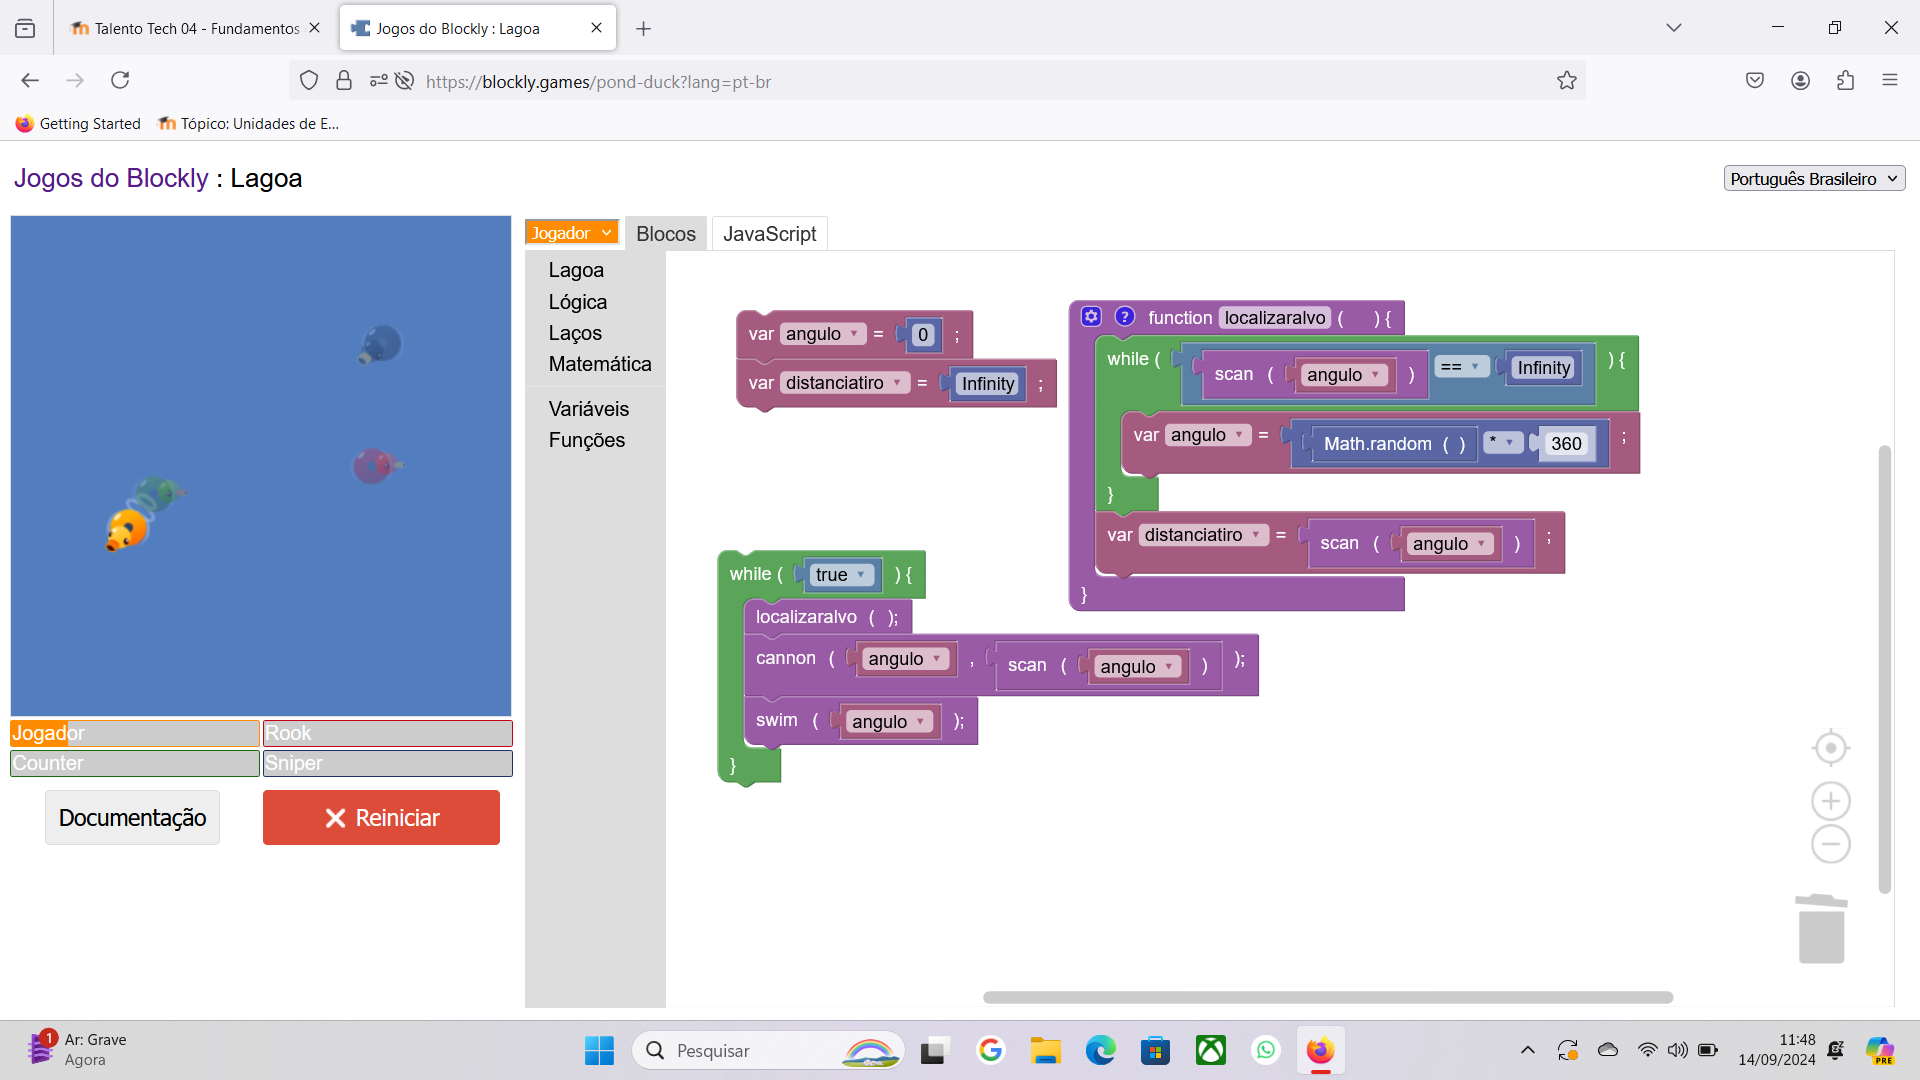 Talento Tech 04 - Fundamentos
Jogos do Blockly : Lagoa
https://blockly.games/pond-duck?lang=pt-br
Getting Started
Tópico: Unidades de E...
Jogos do Blockly : Lagoa
Português Brasileiro
Jogador
Blocos
JavaScript
Lagoa
Lógica
Laços
Matemática
Variáveis
Funções
var angulo = 0 ;
var distanciatiro = Infinity ;
function localizaralvo ( ) {
while ( scan ( angulo ) == Infinity ) {
var angulo = Math.random ( ) * 360 ;
}
var distanciatiro = scan ( angulo ) ;
}
while ( true ) {
localizaralvo ( );
cannon ( angulo , scan ( angulo ) );
swim ( angulo );
}
Jogador
Rook
Counter
Sniper
Documentação
Reiniciar
1
Ar: Grave
Agora
Pesquisar
PRE
11:48
14/09/2024